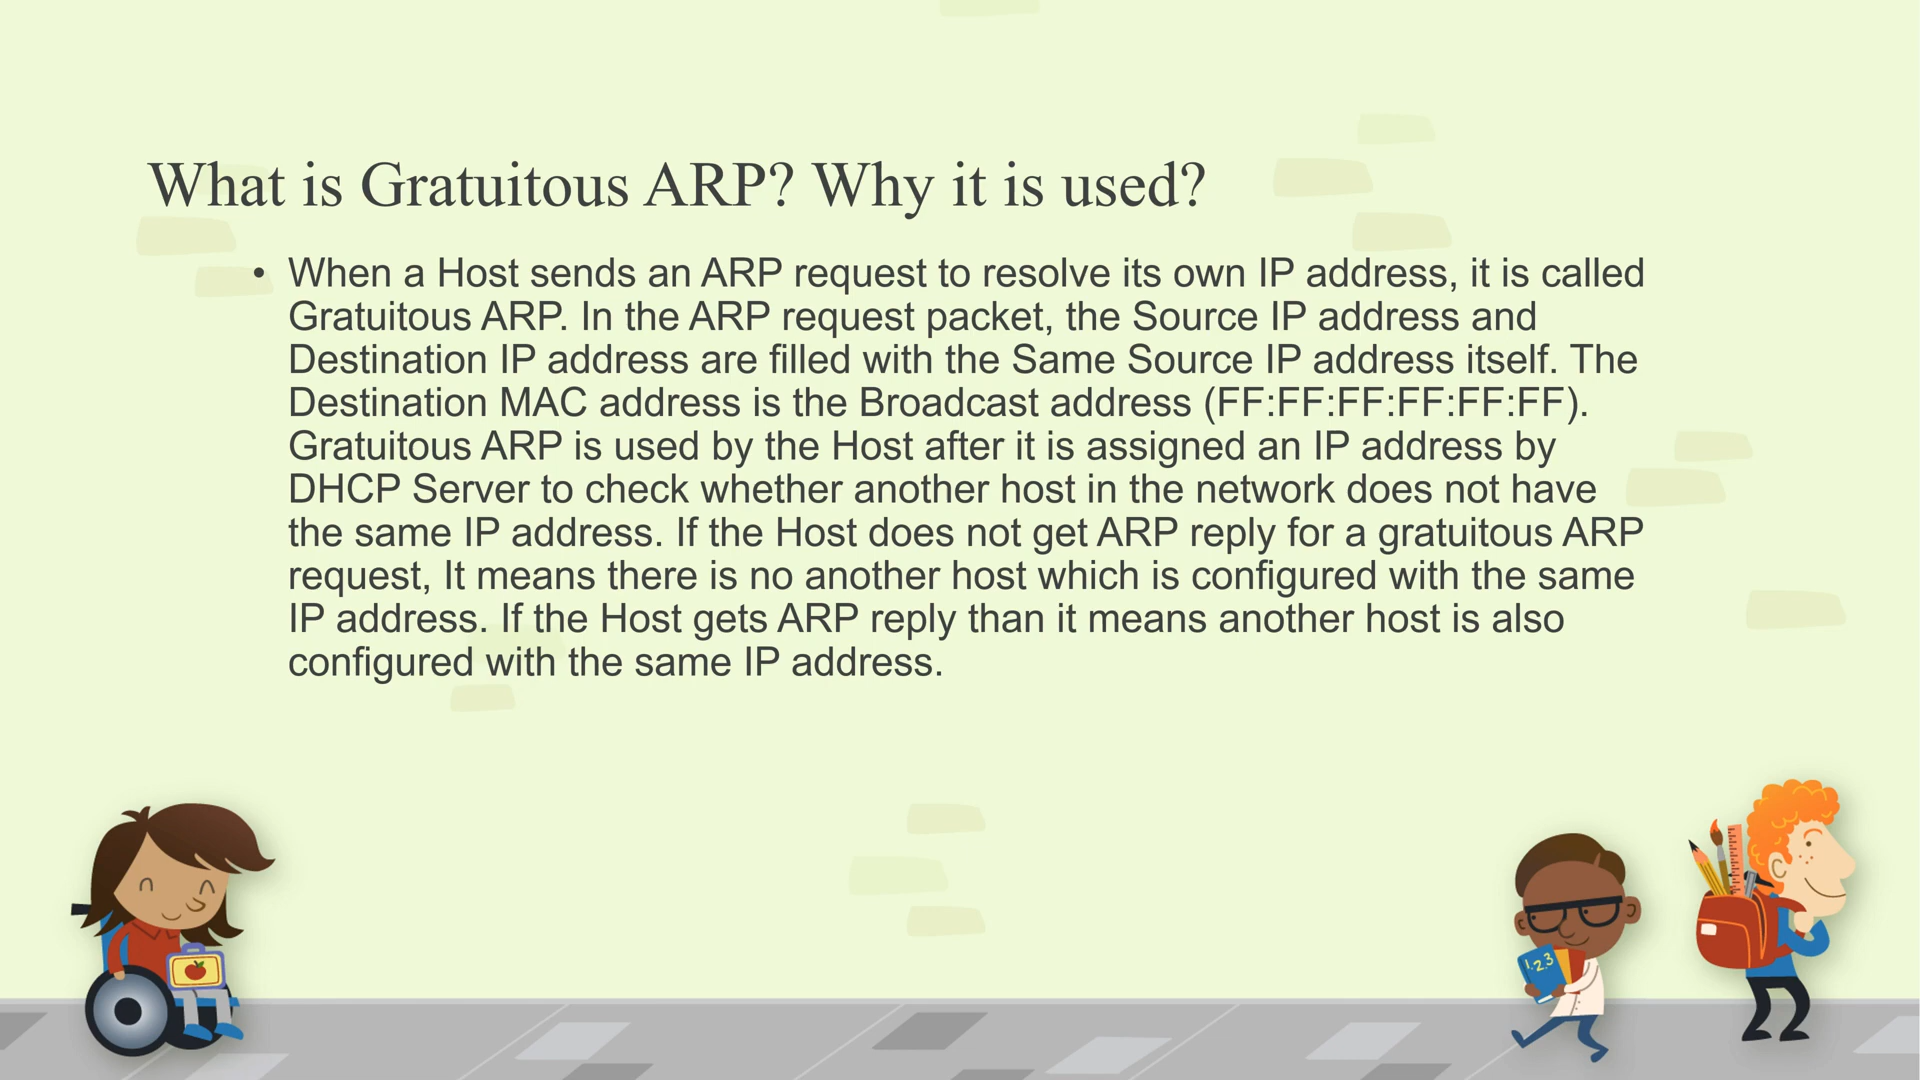 What is Gratuitous ARP? Why it is used?
• When a Host sends an ARP request to resolve its own IP address, it is called
Gratuitous ARP. In the ARP request packet, the Source IP address and
Destination IP address are filled with the Same Source IP address itself. The
Destination MAC address is the Broadcast address (FF:FF:FF:FF:FF:FF).
Gratuitous ARP is used by the Host after it is assigned an IP address by
DHCP Server to check whether another host in the network does not have
the same IP address. If the Host does not get ARP reply for a gratuitous ARP
request, It means there is no another host which is configured with the same
IP address. If the Host gets ARP reply than it means another host is also
configured with the same IP address.
1.2.3